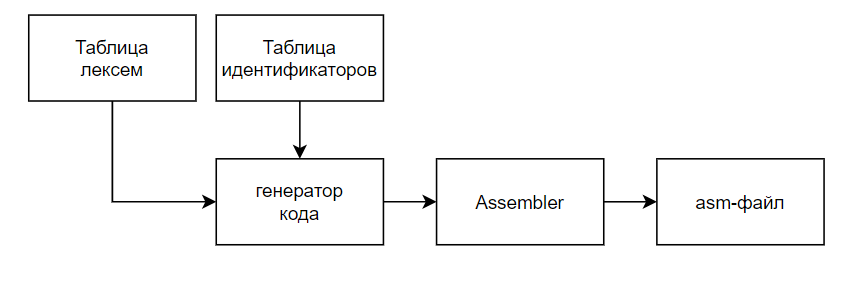 Таблица
лексем
Таблица
идентификаторов
генератор
кода
Assembler
asm-файл